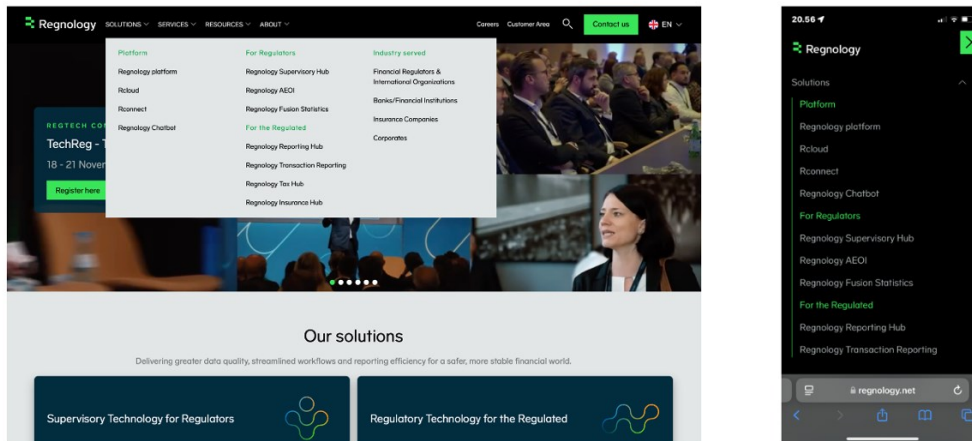 Regnology
SOLUTIONS
SERVICES
RESOURCES
ABOUT
Careers
Customer Area
Contact us
EN
Platform
Regnology platform
Rcloud
Rconnect
Regnology Chatbot
For Regulators
Regnology Supervisory Hub
Regnology AEOI
Regnology Fusion Statistics
For the Regulated
Regnology Reporting Hub
Regnology Transaction Reporting
Regnology Tax Hub
Regnology Insurance Hub
Industry served
Financial Regulators &
International Organizations
Banks/Financial Institutions
Insurance Companies
Corporates
REGTECH
TechReg -
18 - 21
Register here
Our solutions
Delivering greater data quality, streamlined workflows and reporting efficiency for a safer, more stable financial world.
Supervisory Technology for Regulators
Regulatory Technology for the Regulated
20.56
Regnology
Solutions
Platform
Regnology platform
Rcloud
Rconnect
Regnology Chatbot
For Regulators
Regnology Supervisory Hub
Regnology AEOI
Regnology Fusion Statistics
For the Regulated
Regnology Reporting Hub
Regnology Transaction Reporting
regnology.net